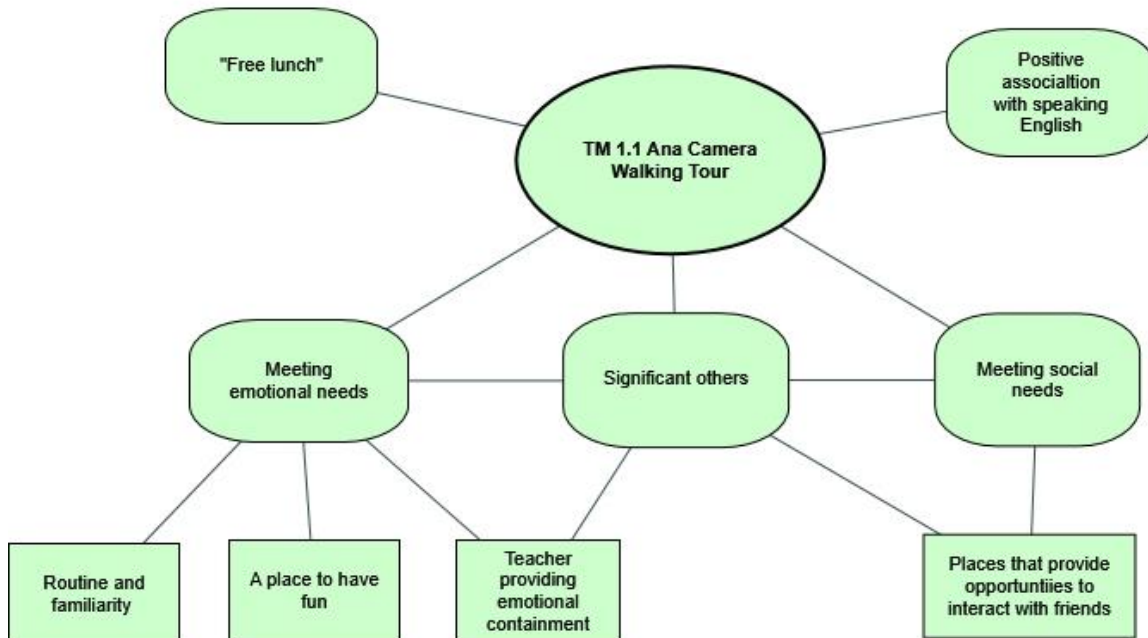 "Free lunch"
Positive
associaltion
with speaking
English
TM 1.1 Ana Camera
Walking Tour
Meeting
emotional needs
Significant others
Meeting social
needs
Routine and
familiarity
A place to have
fun
Teacher
providing
emotional
containment
Places that provide
opportuntiies to
interact with friends